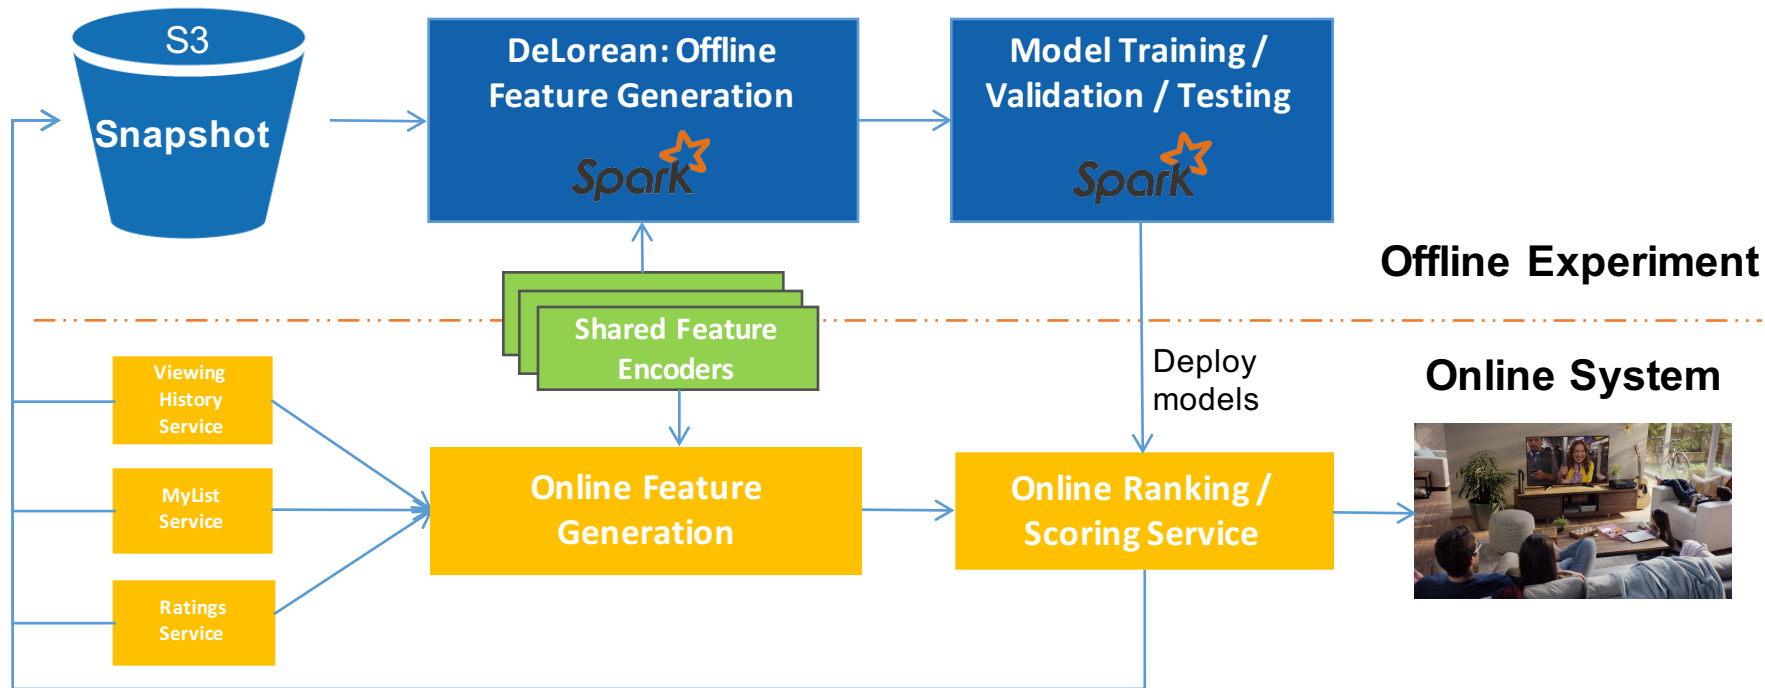 S3
Snapshot
DeLorean: Offline
Feature Generation
Spark
Model Training /
Validation / Testing
Spark
Offline Experiment
Shared Feature
Encoders
Deploy
models
Online System
Viewing
History
Service
MyList
Service
Ratings
Service
Online Feature
Generation
Online Ranking /
Scoring Service